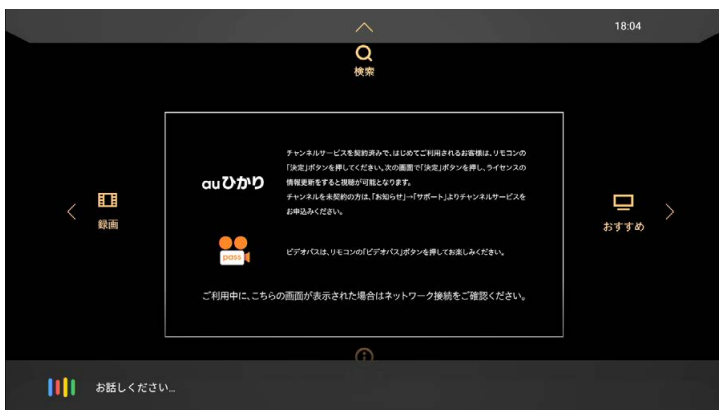 18:04
検索
チャンネルサービスを契約済みで、はじめてご利用されるお客様は、リモコンの
「決定」ボタンを押してください。次の画面で「決定」ボタンを押し、ライセンスの
情報更新をすると視聴が可能となります。
チャンネルを未契約の方は、「お知らせ」→「サポート」よりチャンネルサービスを
お申込みください。
auひかり
録画
おすすめ
pass
ビデオパスは、リモコンの「ビデオパス」ボタンを押してお楽しみください。
ご利用中に、こちらの画面が表示された場合はネットワーク接続をご確認ください。
お話しください...